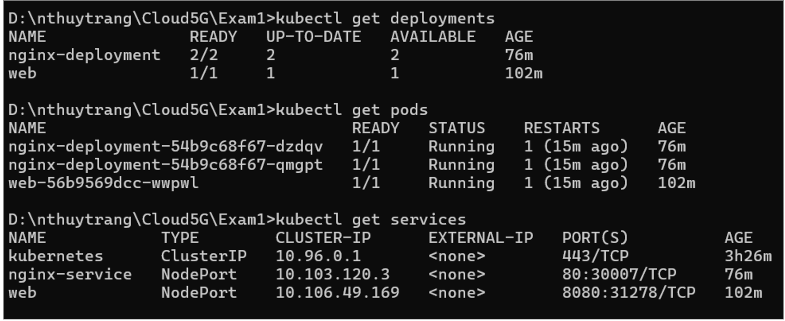 D:\nthuytrang\Cloud5G\Exam1>kubectl get deployments
NAME READY UP-TO-DATE AVAILABLE AGE
nginx-deployment 2/2 2 2 76m
web 1/1 1 1 102m
D:\nthuytrang\Cloud5G\Exam1>kubectl get pods
NAME READY STATUS RESTARTS AGE
nginx-deployment-54b9c68f67-dzdqv 1/1 Running 1 (15m ago) 76m
nginx-deployment-54b9c68f67-qmgpt 1/1 Running 1 (15m ago) 76m
web-56b9569dcc-wwpwl 1/1 Running 1 (15m ago) 102m
D:\nthuytrang\Cloud5G\Exam1>kubectl get services
NAME TYPE CLUSTER-IP EXTERNAL-IP PORT(S) AGE
kubernetes ClusterIP 10.96.0.1 <none> 443/TCP 3h26m
nginx-service NodePort 10.103.120.3 <none> 80:30007/TCP 76m
web NodePort 10.106.49.169 <none> 8080:31278/TCP 102m